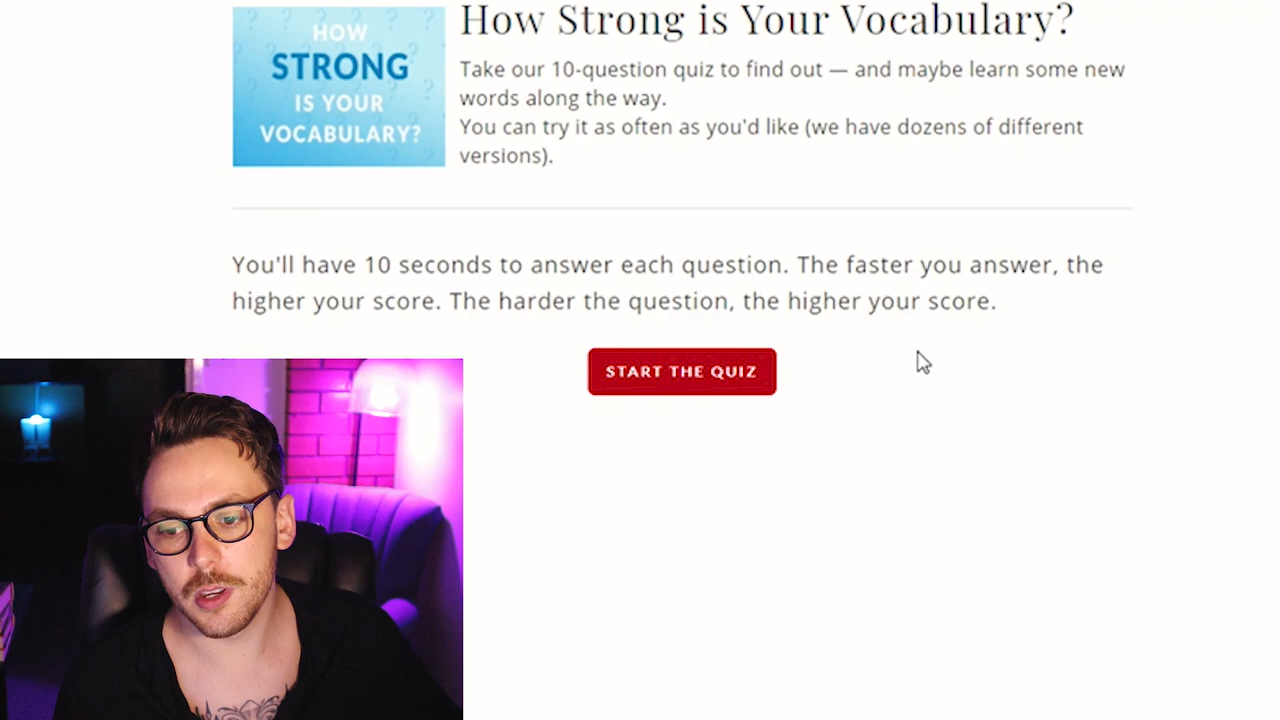 HOW
STRONG
IS YOUR
VOCABULARY?
How Strong is Your Vocabulary?
Take our 10-question quiz to find out — and maybe learn some new
words along the way.
You can try it as often as you'd like (we have dozens of different
versions).
You'll have 10 seconds to answer each question. The faster you answer, the
higher your score. The harder the question, the higher your score.
START THE QUIZ